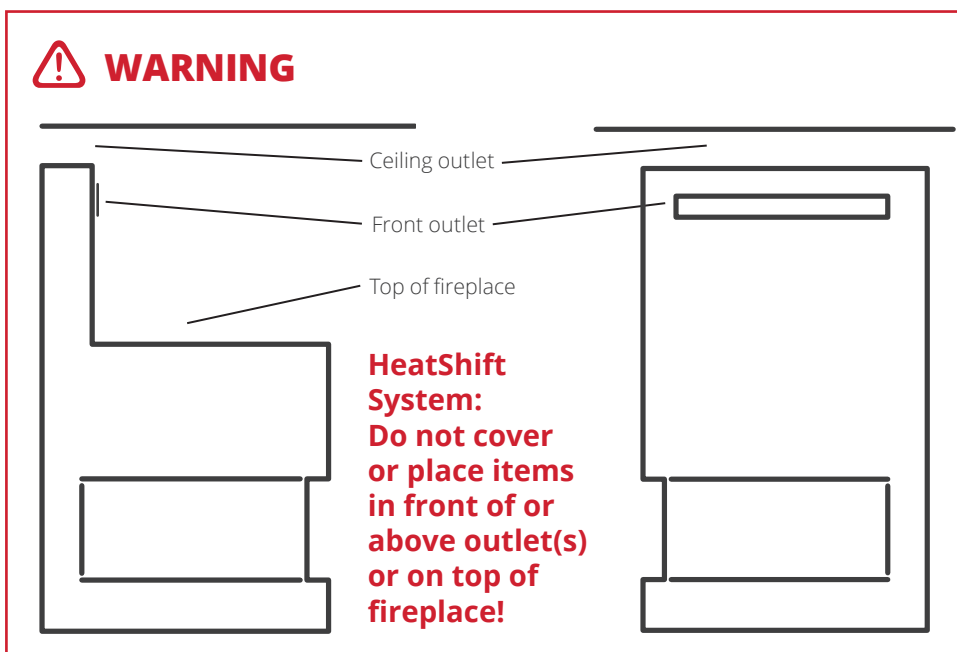 WARNING
Ceiling outlet
Front outlet
Top of fireplace
HeatShift
System:
Do not cover
or place items
in front of or
above outlet(s)
or on top of
fireplace!